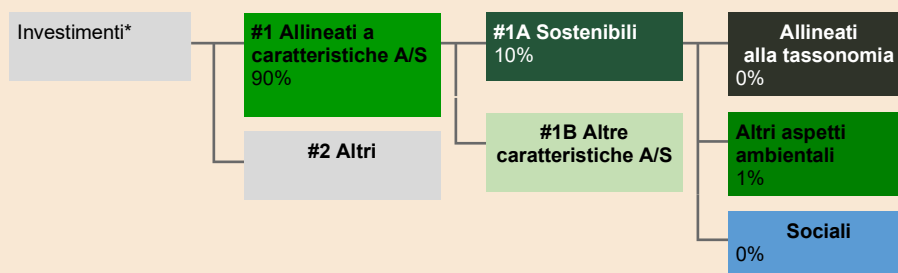 Investimenti*
#1 Allineati a
caratteristiche A/S
90%
#2 Altri
#1A Sostenibili
10%
#1B Altre
caratteristiche A/S
Allineati
alla tassonomia
0%
Altri aspetti
ambientali
1%
Sociali
0%